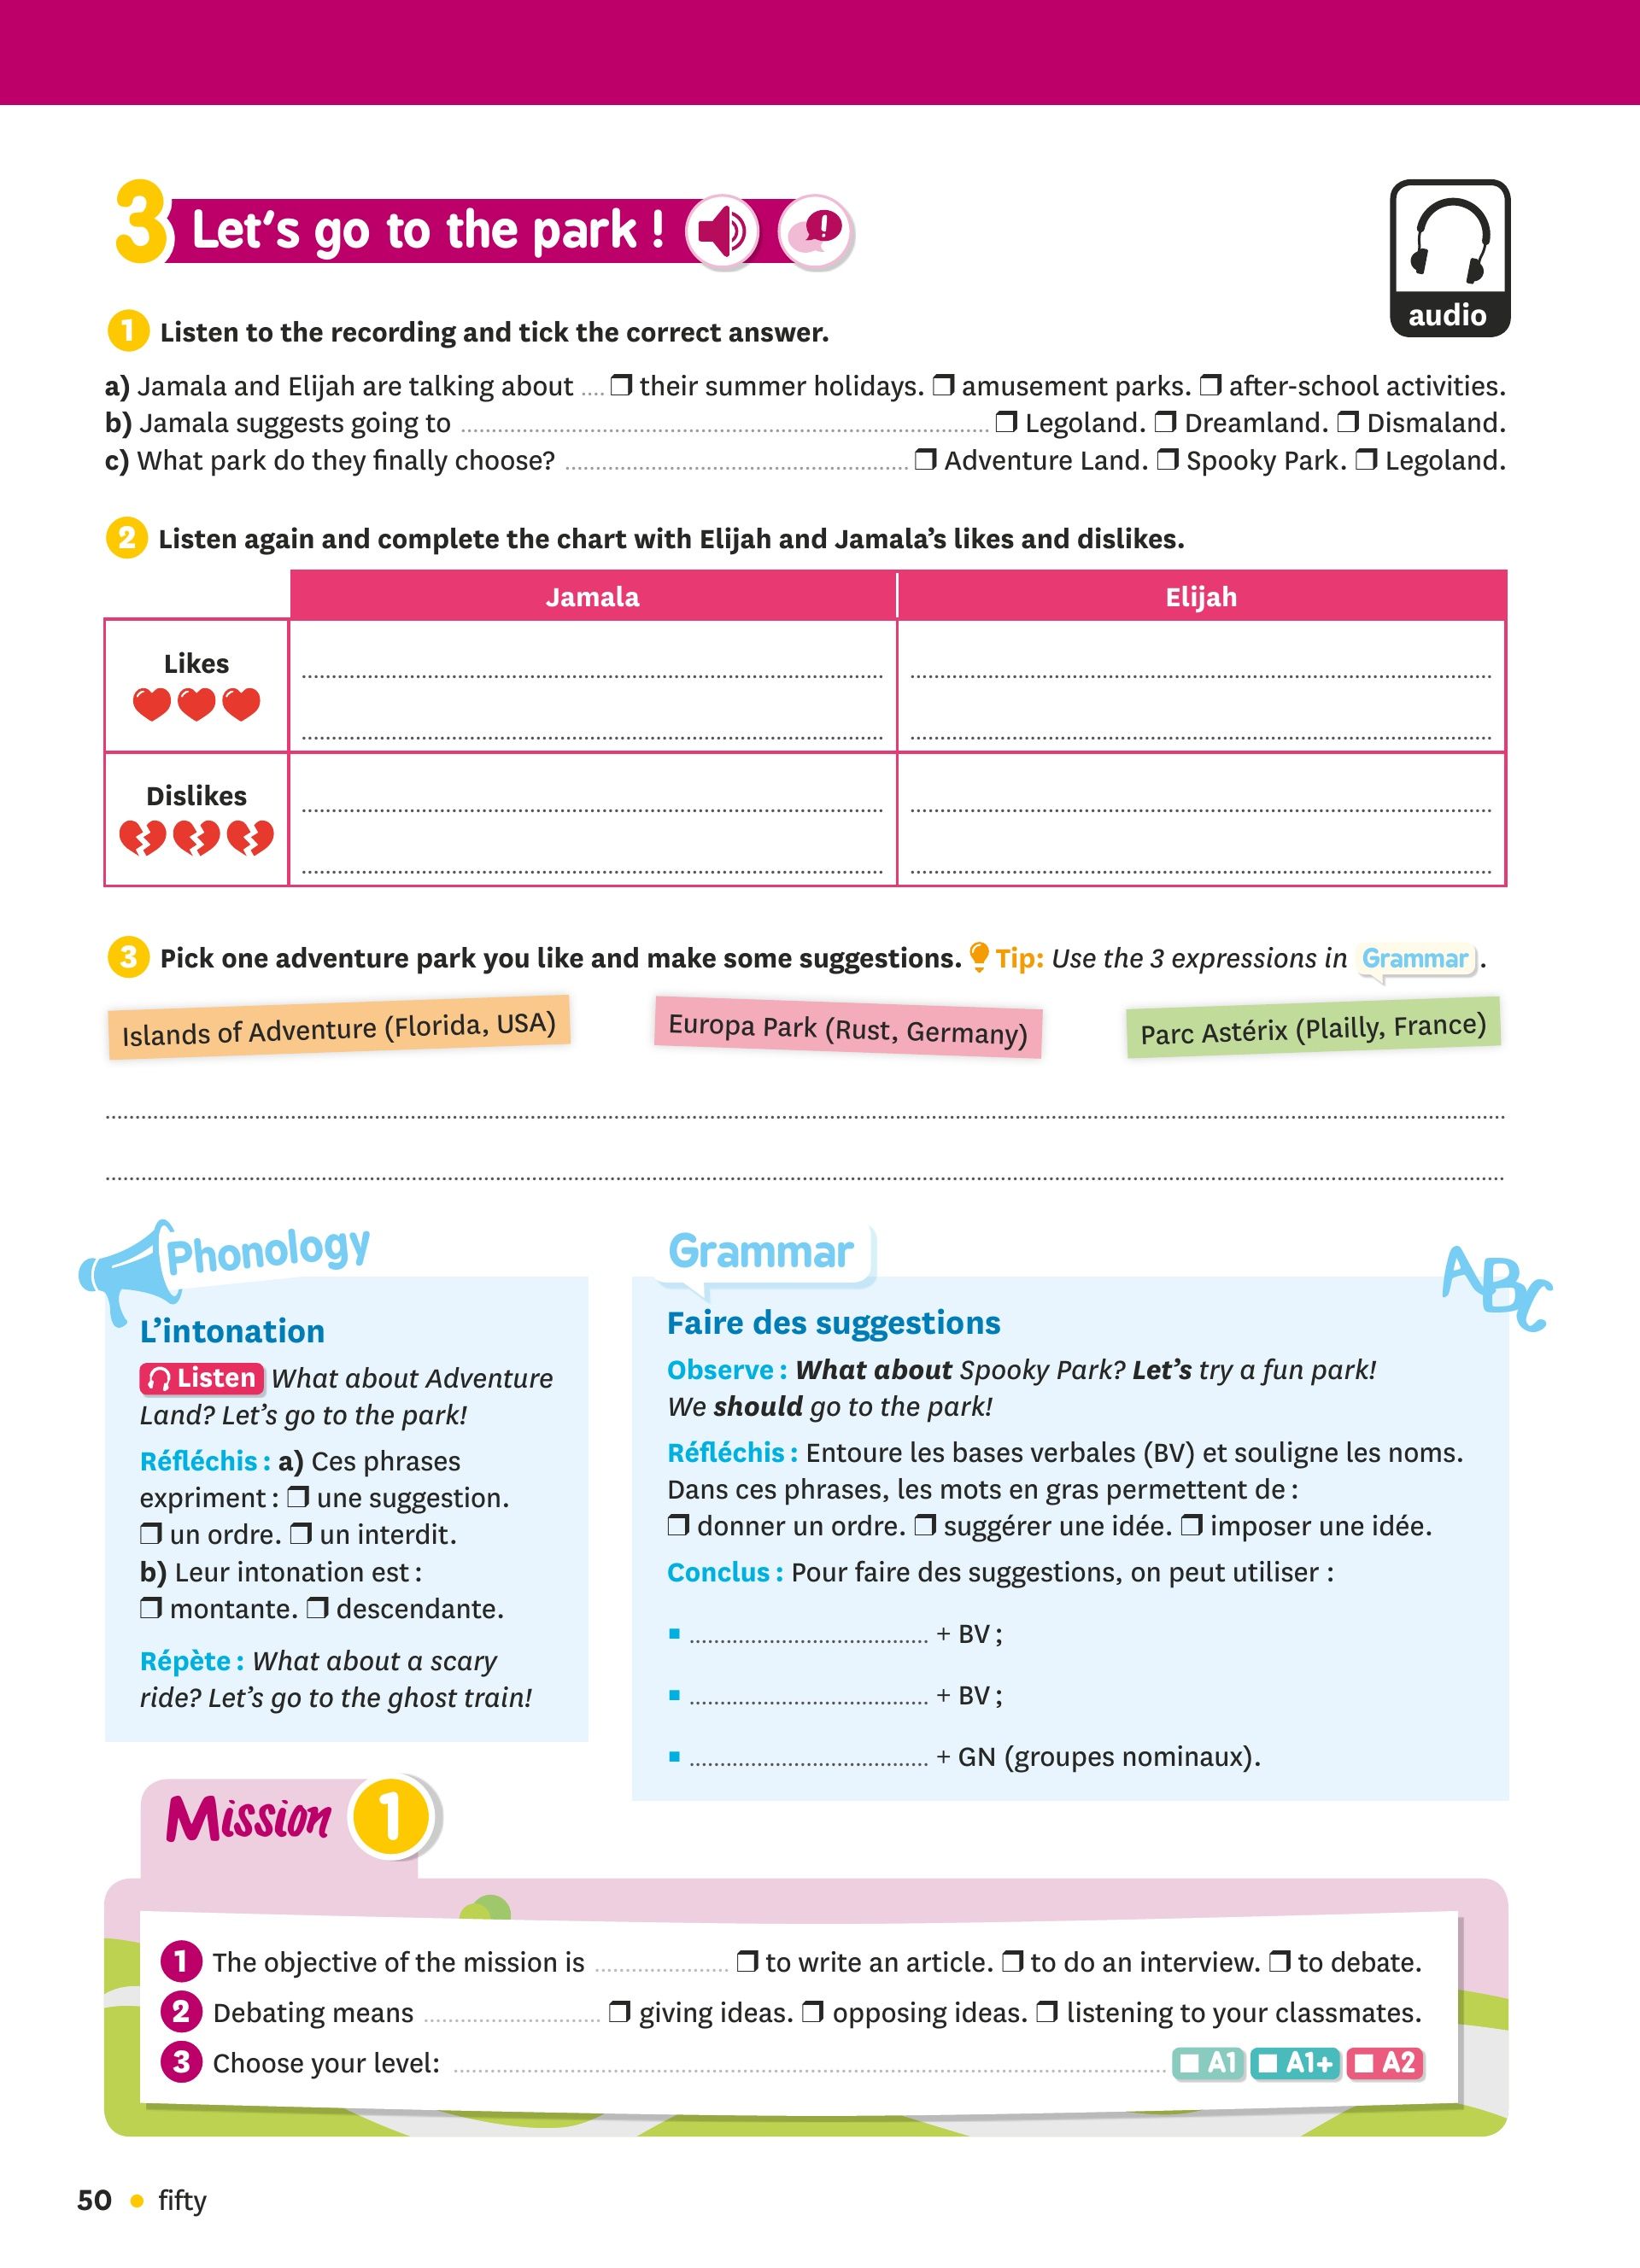 3 Let's go to the park !
audio
1 Listen to the recording and tick the correct answer.
a) Jamala and Elijah are talking about .... ❒ their summer holidays. ❒ amusement parks. ❒ after-school activities.
b) Jamala suggests going to .... ❒ Legoland. ❒ Dreamland. ❒ Dismaland.
c) What park do they finally choose? .... ❒ Adventure Land. ❒ Spooky Park. ❒ Legoland.
2 Listen again and complete the chart with Elijah and Jamala's likes and dislikes.
Jamala Elijah
Likes
Dislikes
3 Pick one adventure park you like and make some suggestions. Tip: Use the 3 expressions in Grammar.
Islands of Adventure (Florida, USA) Europa Park (Rust, Germany) Parc Astérix (Plailly, France)
Phonology
L'intonation
Listen What about Adventure
Land? Let's go to the park!
Réfléchis : a) Ces phrases
expriment : ❒ une suggestion.
❒ un ordre. ❒ un interdit.
b) Leur intonation est :
❒ montante. ❒ descendante.
Répète : What about a scary
ride? Let's go to the ghost train!
Grammar
ABC
Faire des suggestions
Observe : What about Spooky Park? Let's try a fun park!
We should go to the park!
Réfléchis : Entoure les bases verbales (BV) et souligne les noms.
Dans ces phrases, les mots en gras permettent de :
❒ donner un ordre. ❒ suggérer une idée. ❒ imposer une idée.
Conclus : Pour faire des suggestions, on peut utiliser :
▪ .... + BV ;
▪ .... + BV ;
▪ .... + GN (groupes nominaux).
Mission 1
1 The objective of the mission is .... ❒ to write an article. ❒ to do an interview. ❒ to debate.
2 Debating means .... ❒ giving ideas. ❒ opposing ideas. ❒ listening to your classmates.
3 Choose your level: .... A1 A1+ A2
50 • fifty